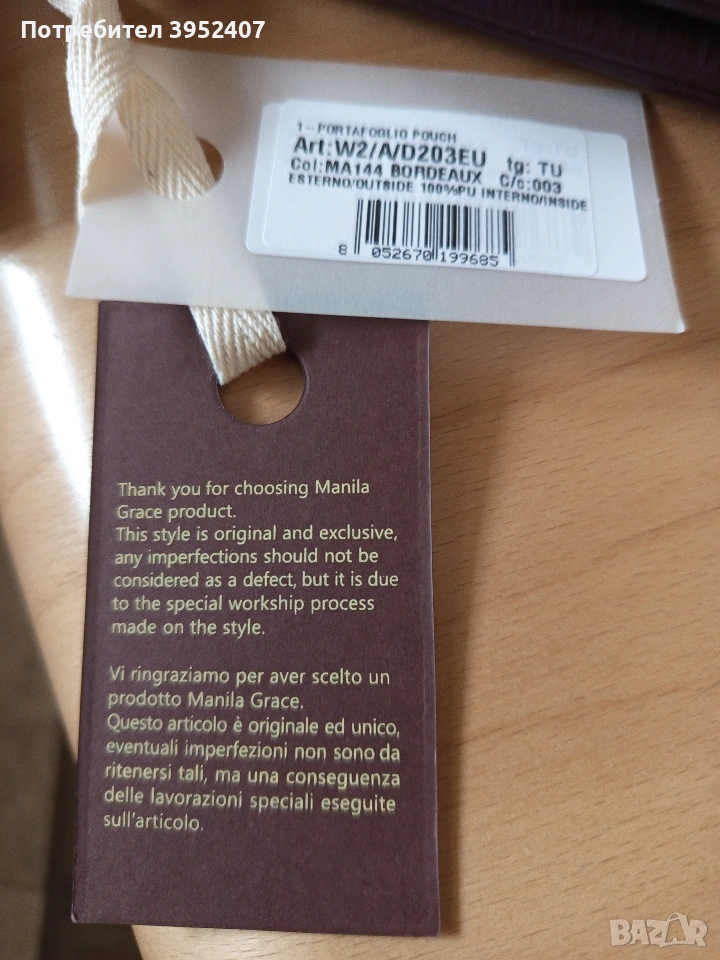 Потребител 3952407
1-PORTAFOGLIO POUCH
Art:W2/A/D203EU tg: TU
Col:MA144 BORDEAUX C/c:003
ESTERNO/OUTSIDE 100%PU INTERNO/INSIDE
8 052670 199685
Thank you for choosing Manila
Grace product.
This style is original and exclusive,
any imperfections should not be
considered as a defect, but it is due
to the special workship process
made on the style.
Vi ringraziamo per aver scelto un
prodotto Manila Grace.
Questo articolo è originale ed unico,
eventuali imperfezioni non sono da
ritenersi tali, ma una conseguenza
delle lavorazioni speciali eseguite
sull'articolo.
BAZAR